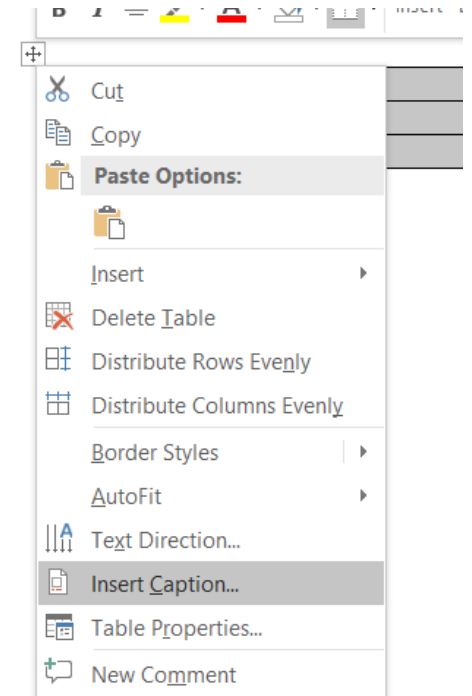 B I
Cut
Copy
Paste Options:
Insert
Delete Table
Distribute Rows Evenly
Distribute Columns Evenly
Border Styles
AutoFit
Text Direction...
Insert Caption...
Table Properties...
New Comment